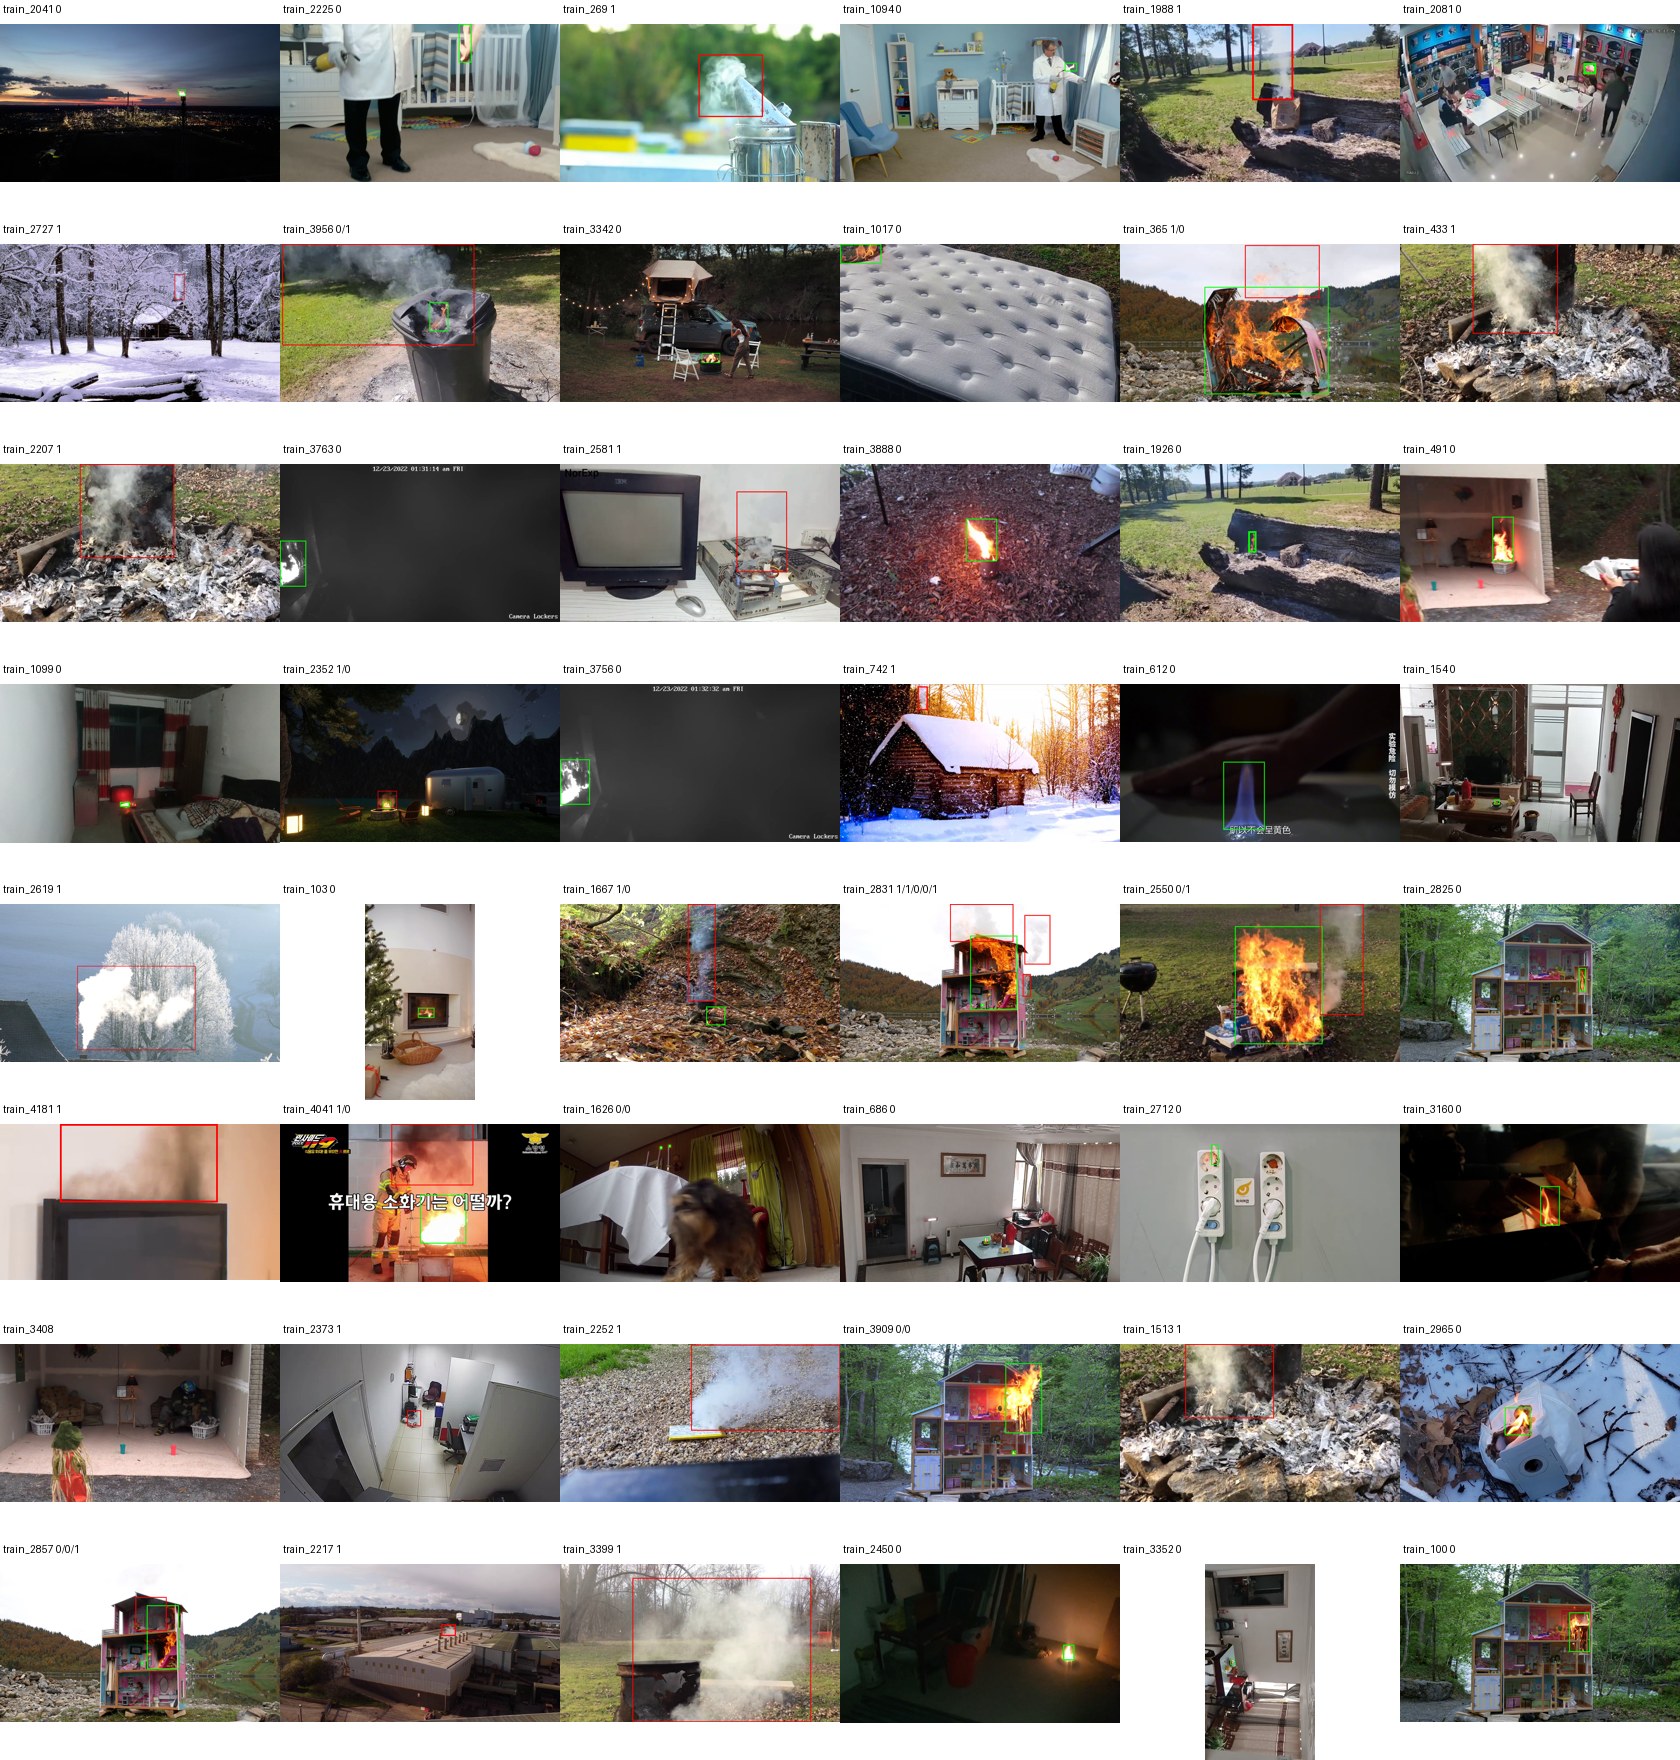 train_2041 0
train_2225 0
train_269 1
train_1094 0
train_1988 1
train_2081 0
train_2727 1
train_3956 0/1
train_3342 0
train_1017 0
train_365 1/0
train_433 1
train_2207 1
train_3763 0
train_2581 1
train_3888 0
train_1926 0
train_491 0
12/23/2022 01:31:14 am FRI
Camera Lockers
NorExp
IBM
train_1099 0
train_2352 1/0
train_3756 0
train_742 1
train_612 0
train_154 0
12/23/2022 01:32:32 am FRI
Camera Lockers
实验危险 切勿模仿
所以不会呈黄色
train_2619 1
train_103 0
train_1667 1/0
train_2831 1/1/0/0/1
train_2550 0/1
train_2825 0
train_4181 1
train_4041 1/0
train_1626 0/0
train_686 0
train_2712 0
train_3160 0
휴대용 소화기는 어떨까?
train_3408
train_2373 1
train_2252 1
train_3909 0/0
train_1513 1
train_2965 0
train_2857 0/0/1
train_2217 1
train_3399 1
train_2450 0
train_3352 0
train_100 0